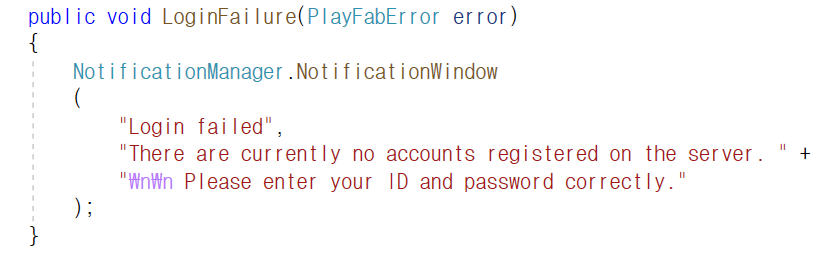 public void LoginFailure(PlayFabError error)
{
NotificationManager.NotificationWindow
(
"Login failed",
"There are currently no accounts registered on the server. " +
"₩n₩n Please enter your ID and password correctly."
);
}